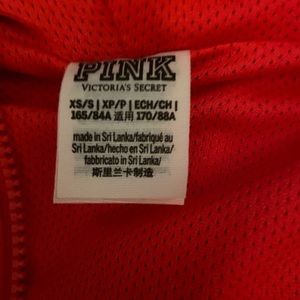 PINK
VICTORIA'S SECRET
XS/S | XP/P | ECH/CH |
165/84A 适用 170/88A
made in Sri Lanka/fabriqué au
Sri Lanka/hecho en Sri Lanka/
fabbricato in Sri Lanka/
斯里兰卡制造